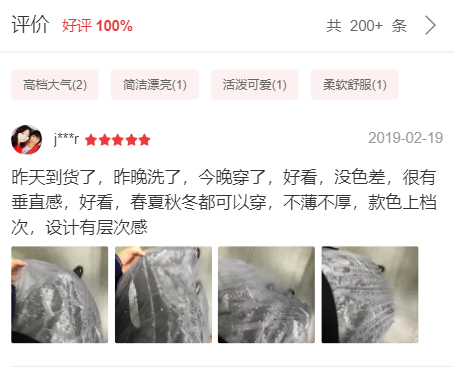 评价 好评 100% 共 200+ 条
高档大气(2) 简洁漂亮(1) 活泼可爱(1) 柔软舒服(1)
j***r 2019-02-19
昨天到货了，昨晚洗了，今晚穿了，好看，没色差，很有
垂直感，好看，春夏秋冬都可以穿，不薄不厚，款色上档
次，设计有层次感